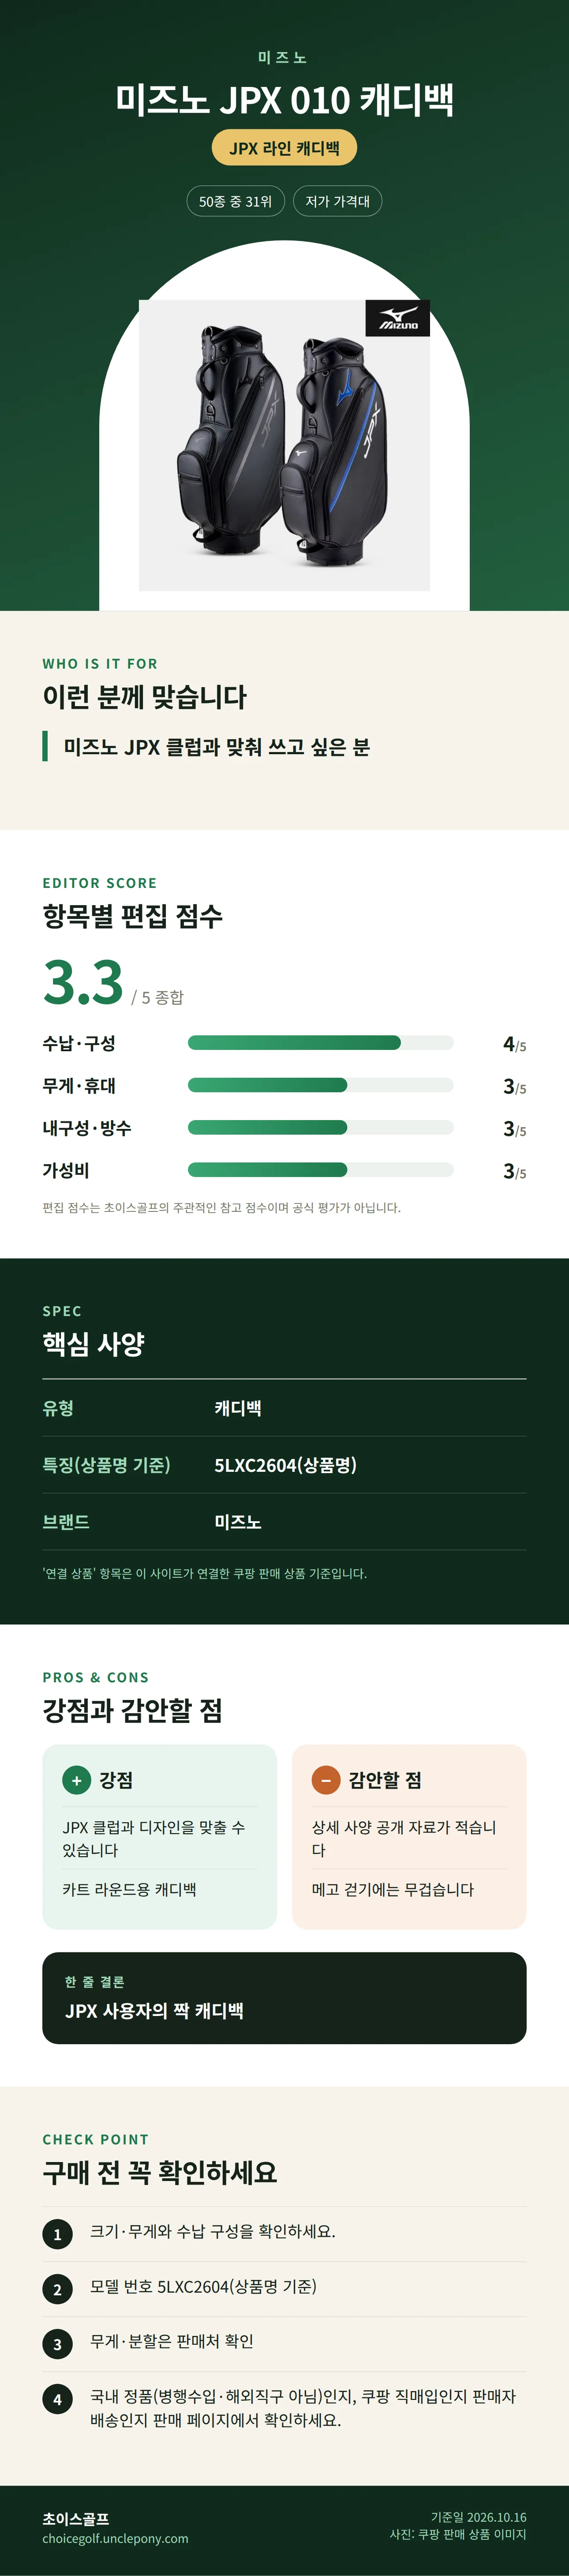 미즈노
미즈노 JPX 010 캐디백
JPX 라인 캐디백
50종 중 31위
저가 가격대
MIZUNO
JPX
WHO IS IT FOR
이런 분께 맞습니다
미즈노 JPX 클럽과 맞춰 쓰고 싶은 분
EDITOR SCORE
항목별 편집 점수
3.3 / 5 종합
수납·구성 4/5
무게·휴대 3/5
내구성·방수 3/5
가성비 3/5
편집 점수는 초이스골프의 주관적인 참고 점수이며 공식 평가가 아닙니다.
SPEC
핵심 사양
유형 캐디백
특징(상품명 기준) 5LXC2604(상품명)
브랜드 미즈노
'연결 상품' 항목은 이 사이트가 연결한 쿠팡 판매 상품 기준입니다.
PROS & CONS
강점과 감안할 점
+ 강점
JPX 클럽과 디자인을 맞출 수
있습니다
카트 라운드용 캐디백
− 감안할 점
상세 사양 공개 자료가 적습니
다
메고 걷기에는 무겁습니다
한 줄 결론
JPX 사용자의 짝 캐디백
CHECK POINT
구매 전 꼭 확인하세요
1 크기·무게와 수납 구성을 확인하세요.
2 모델 번호 5LXC2604(상품명 기준)
3 무게·분할은 판매처 확인
4 국내 정품(병행수입·해외직구 아님)인지, 쿠팡 직매입인지 판매자
배송인지 판매 페이지에서 확인하세요.
초이스골프
choicegolf.unclepony.com
기준일 2026.10.16
사진: 쿠팡 판매 상품 이미지